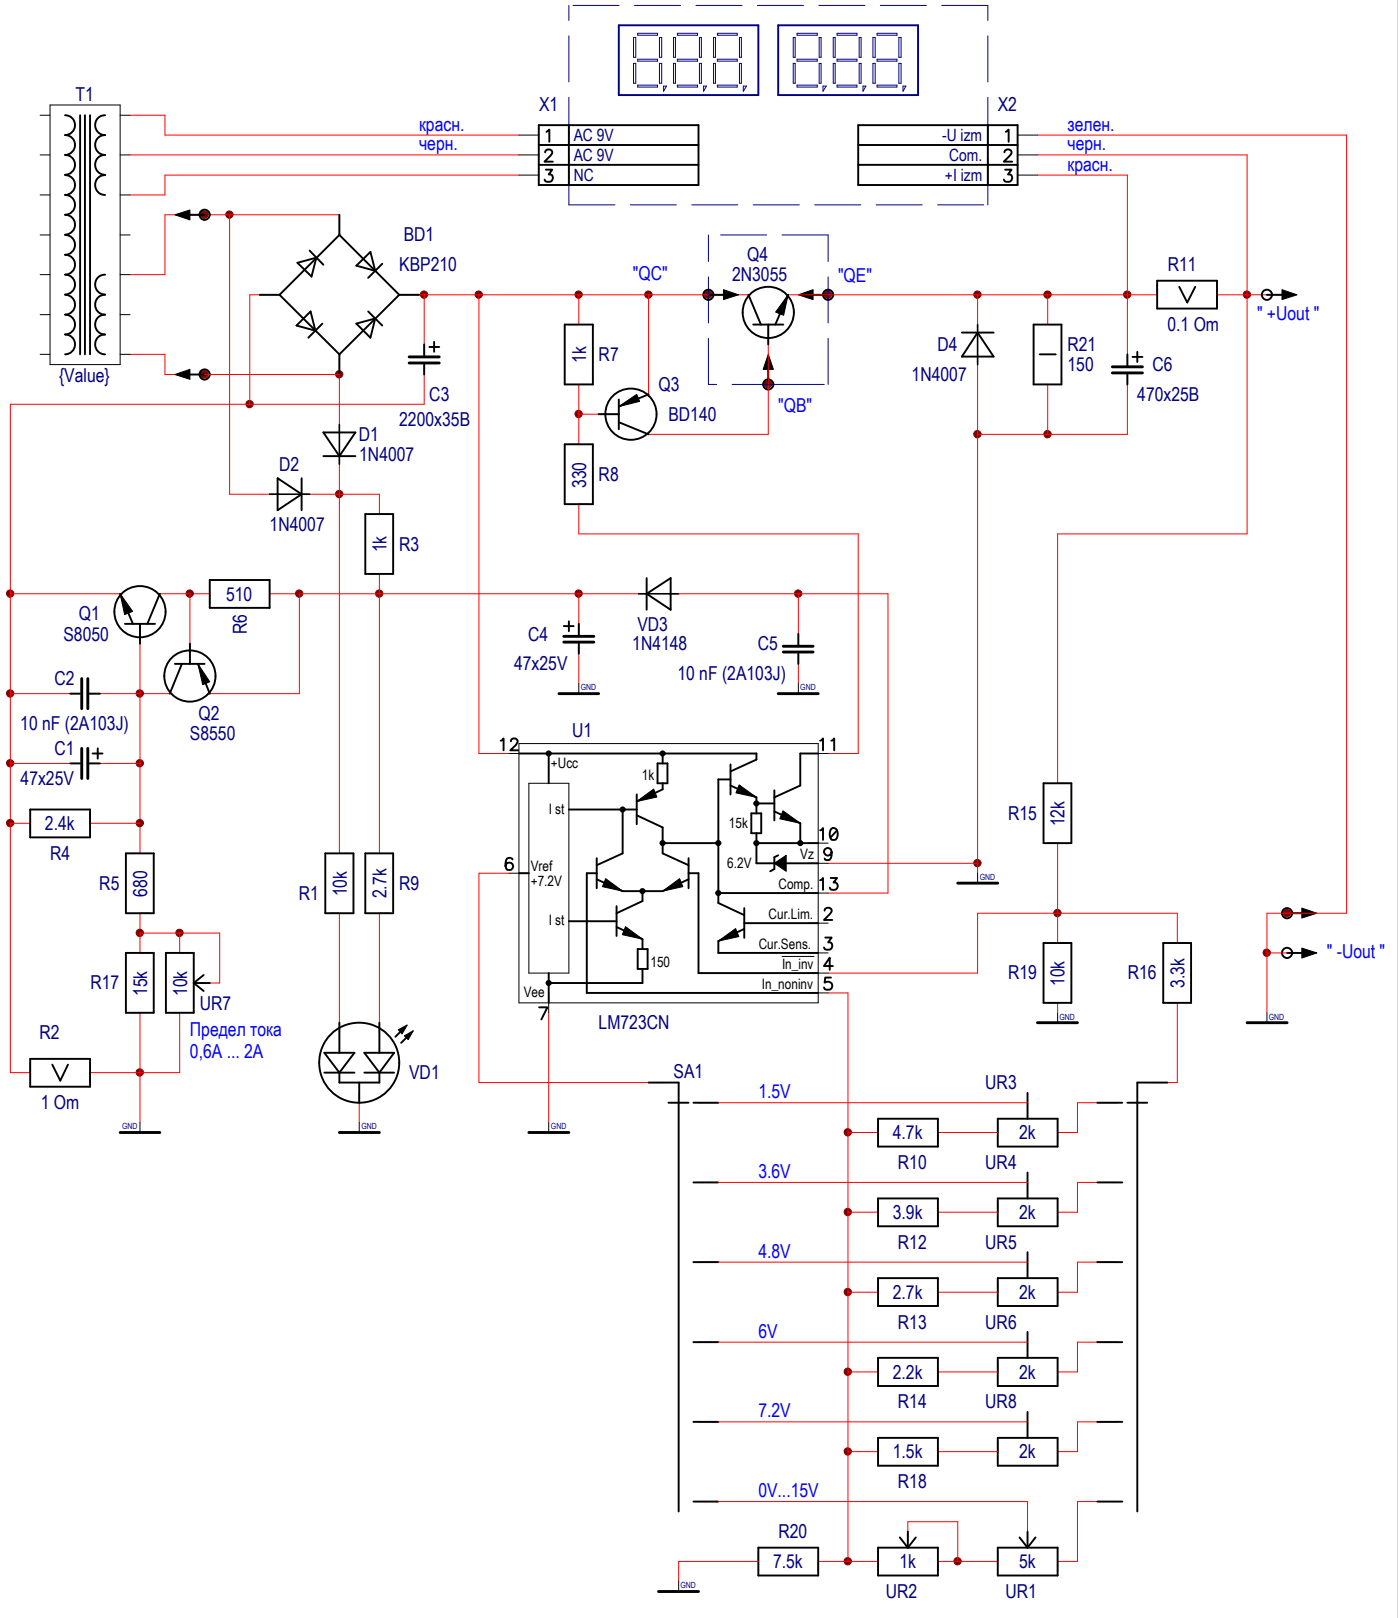 T1
X1
X2
красн.
1
AC 9V
-U izm
1
зелен.
черн.
2
AC 9V
Com.
2
черн.
3
NC
+I izm
3
красн.
BD1
KBP210
"QC"
Q4
2N3055
"QE"
R11
0.1 Om
" +Uout "
{Value}
1k
R7
Q3
BD140
"QB"
D4
1N4007
R21
150
C6
470x25B
+
+
C3
2200x35B
D1
1N4007
D2
1N4007
330
R8
1k
R3
Q1
S8050
510
R6
C4
47x25V
+
VD3
1N4148
C5
10 nF (2A103J)
GND
GND
C2
10 nF (2A103J)
Q2
S8550
C1
47x25V
+
U1
12
11
+Ucc
1k
I st
15k
10
6
Vref
+7.2V
6.2V
Vz
9
Comp.
13
I st
Cur.Lim.
2
Cur.Sens.
3
150
In_inv
4
In_noninv
5
Vee
7
LM723CN
GND
2.4k
R4
R5
680
R1
10k
2.7k
R9
R15
12k
R17
15k
10k
UR7
R19
10k
R16
3.3k
GND
GND
" -Uout "
R2
1 Om
Предел тока
0,6A ... 2A
VD1
GND
GND
GND
SA1
1.5V
UR3
4.7k
2k
R10
UR4
3.6V
3.9k
2k
R12
UR5
4.8V
2.7k
2k
R13
UR6
6V
2.2k
2k
R14
UR8
7.2V
1.5k
2k
R18
0V...15V
R20
7.5k
1k
5k
GND
UR2
UR1